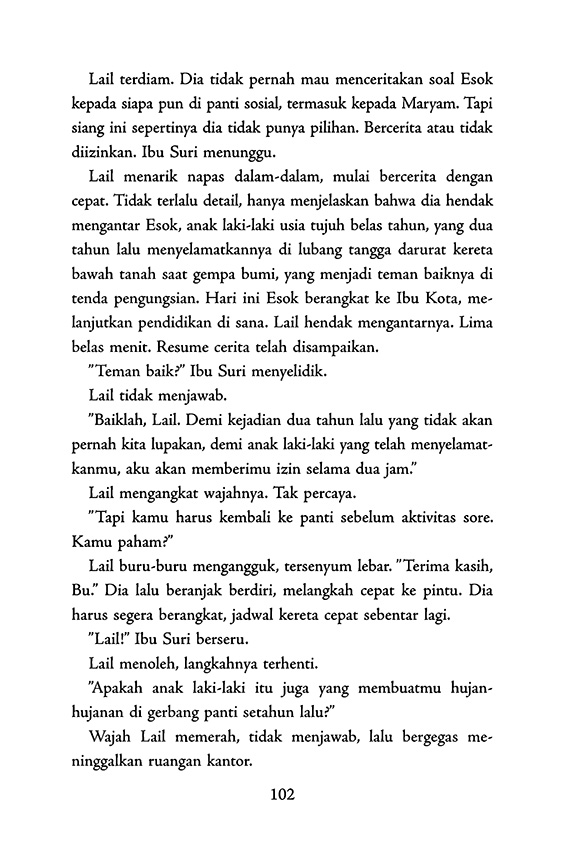 Lail terdiam. Dia tidak pernah mau menceritakan soal Esok
kepada siapa pun di panti sosial, termasuk kepada Maryam. Tapi
siang ini sepertinya dia tidak punya pilihan. Bercerita atau tidak
diizinkan. Ibu Suri menunggu.
Lail menarik napas dalam-dalam, mulai bercerita dengan
cepat. Tidak terlalu detail, hanya menjelaskan bahwa dia hendak
mengantar Esok, anak laki-laki usia tujuh belas tahun, yang dua
tahun lalu menyelamatkannya di lubang tangga darurat kereta
bawah tanah saat gempa bumi, yang menjadi teman baiknya di
tenda pengungsian. Hari ini Esok berangkat ke Ibu Kota, me-
lanjutkan pendidikan di sana. Lail hendak mengantarnya. Lima
belas menit. Resume cerita telah disampaikan.
"Teman baik?" Ibu Suri menyelidik.
Lail tidak menjawab.
"Baiklah, Lail. Demi kejadian dua tahun lalu yang tidak akan
pernah kita lupakan, demi anak laki-laki yang telah menyelamat-
kanmu, aku akan memberimu izin selama dua jam."
Lail mengangkat wajahnya. Tak percaya.
"Tapi kamu harus kembali ke panti sebelum aktivitas sore.
Kamu paham?"
Lail buru-buru mengangguk, tersenyum lebar. "Terima kasih,
Bu." Dia lalu beranjak berdiri, melangkah cepat ke pintu. Dia
harus segera berangkat, jadwal kereta cepat sebentar lagi.
"Lail!" Ibu Suri berseru.
Lail menoleh, langkahnya terhenti.
"Apakah anak laki-laki itu juga yang membuatmu hujan-
hujanan di gerbang panti setahun lalu?"
Wajah Lail memerah, tidak menjawab, lalu bergegas me-
ninggalkan ruangan kantor.
102